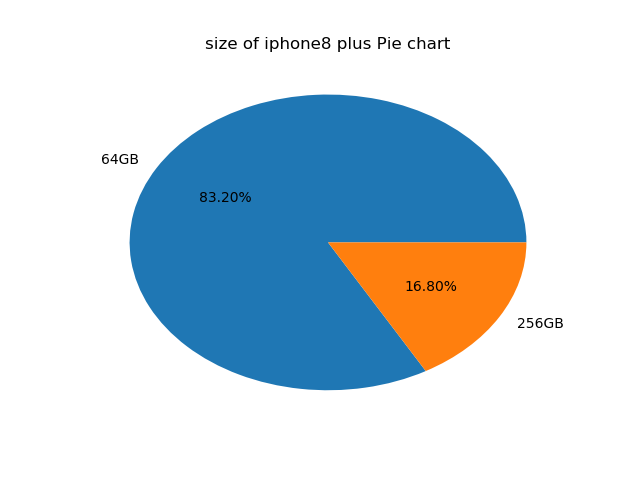 size of iphone8 plus Pie chart
64GB
83.20%
16.80%
256GB